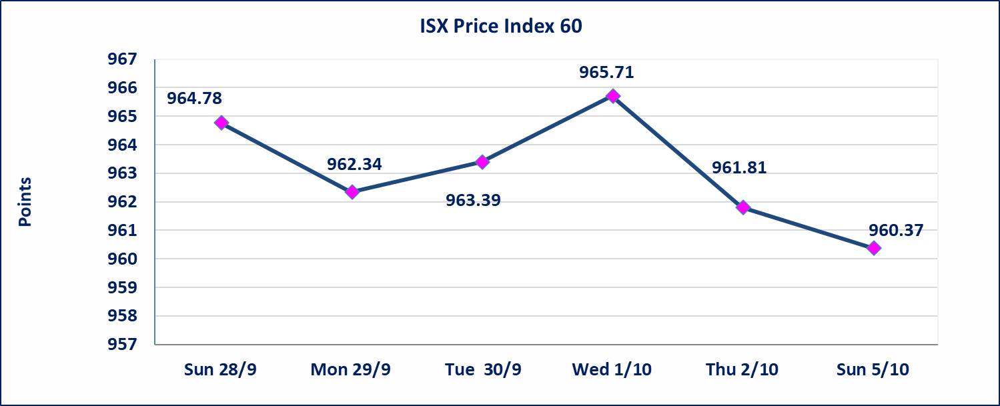 ISX Price Index 60
Points
967
966
965
964
963
962
961
960
959
958
957
964.78
962.34
963.39
965.71
961.81
960.37
Sun 28/9
Mon 29/9
Tue  30/9
Wed 1/10
Thu 2/10
Sun 5/10